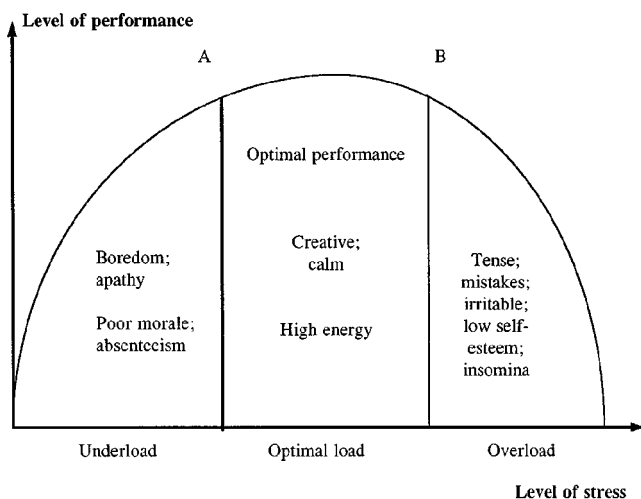 Level of performance
A
B
Optimal performance
Boredom;
apathy
Poor morale;
absenteeism
Creative;
calm
High energy
Tense;
mistakes;
irritable;
low self-
esteem;
insomina
Underload
Optimal load
Overload
Level of stress